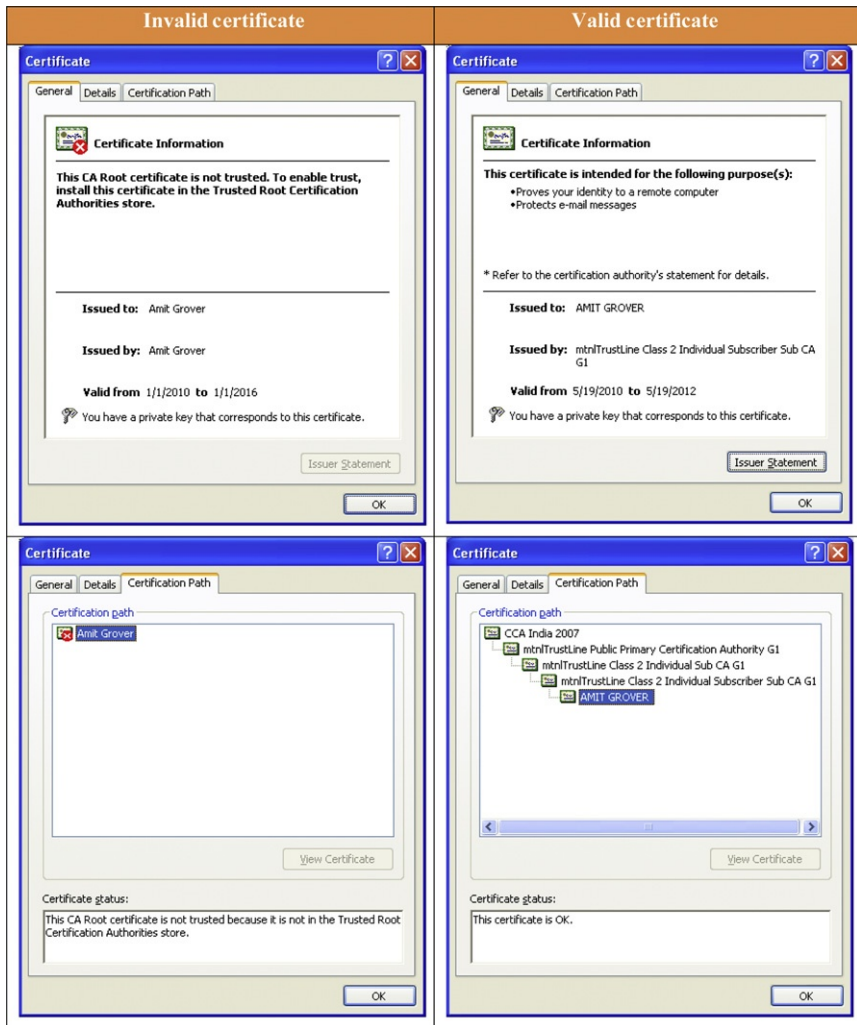 Invalid certificate
Valid certificate
Certificate
General Details Certification Path
Certificate Information
This CA Root certificate is not trusted. To enable trust,
install this certificate in the Trusted Root Certification
Authorities store.
Issued to: Amit Grover
Issued by: Amit Grover
Valid from 1/1/2010 to 1/1/2016
You have a private key that corresponds to this certificate.
Issuer Statement
OK
Certificate
General Details Certification Path
Certificate Information
This certificate is intended for the following purpose(s):
•Proves your identity to a remote computer
•Protects e-mail messages
* Refer to the certification authority's statement for details.
Issued to: AMIT GROVER
Issued by: mtnlTrustLine Class 2 Individual Subscriber Sub CA
G1
Valid from 5/19/2010 to 5/19/2012
You have a private key that corresponds to this certificate.
Issuer Statement
OK
Certificate
General Details Certification Path
Certification path
Amit Grover
View Certificate
Certificate status:
This CA Root certificate is not trusted because it is not in the Trusted Root
Certification Authorities store.
OK
Certificate
General Details Certification Path
Certification path
CCA India 2007
mtnlTrustLine Public Primary Certification Authority G1
mtnlTrustLine Class 2 Individual Sub CA G1
mtnlTrustLine Class 2 Individual Subscriber Sub CA G1
AMIT GROVER
View Certificate
Certificate status:
This certificate is OK.
OK